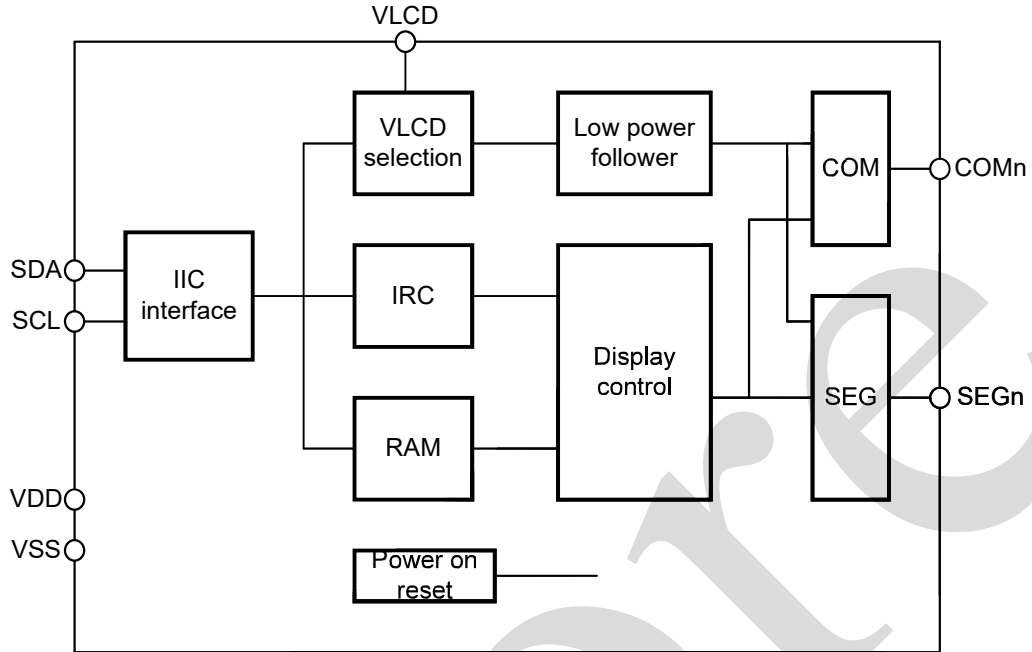 VLCD
VLCD
selection
Low power
follower
COM
COMn
SDA
SCL
IIC
interface
IRC
Display
control
SEG
SEGn
RAM
VDD
VSS
Power on
reset